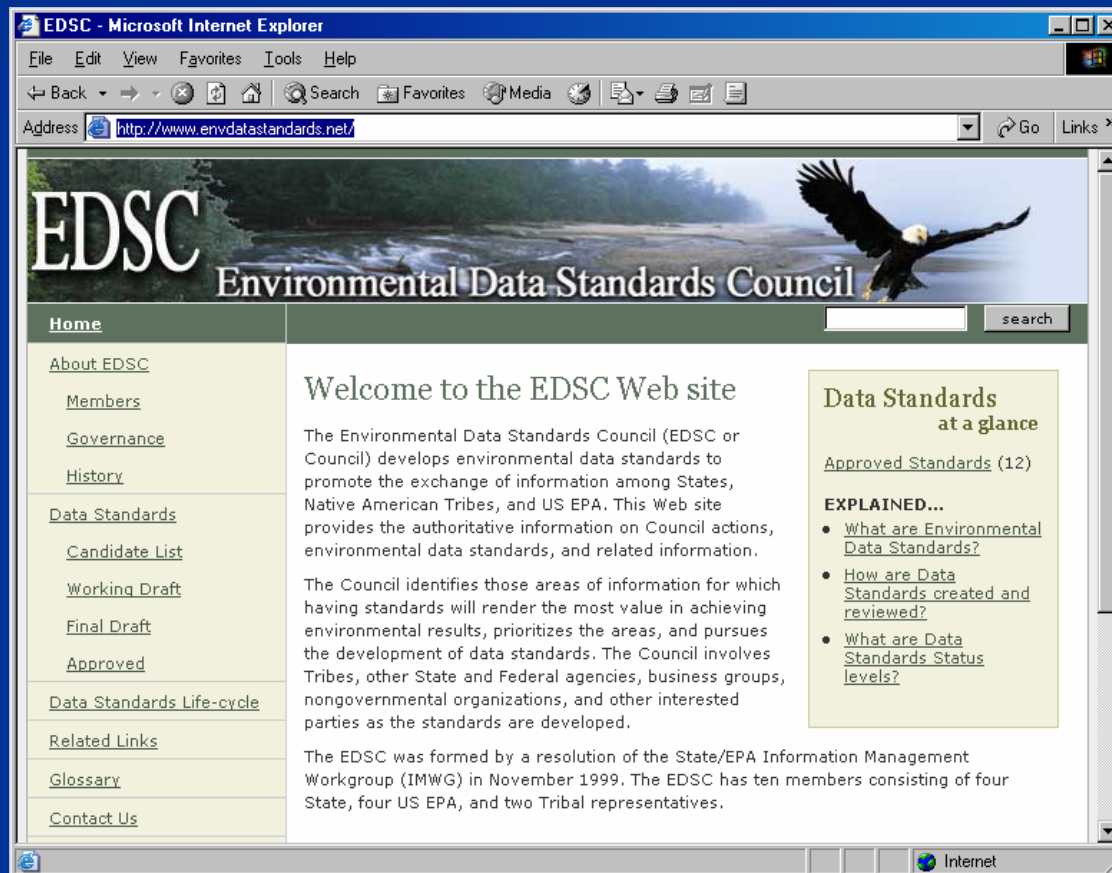 EDSC - Microsoft Internet Explorer
File Edit View Favorites Tools Help
Back Search Favorites Media
Address http://www.envdatastandards.net/ Go Links »
EDSC
Environmental Data Standards Council
Home search
About EDSC
Members
Governance
History
Data Standards
Candidate List
Working Draft
Final Draft
Approved
Data Standards Life-cycle
Related Links
Glossary
Contact Us
Welcome to the EDSC Web site
The Environmental Data Standards Council (EDSC or
Council) develops environmental data standards to
promote the exchange of information among States,
Native American Tribes, and US EPA. This Web site
provides the authoritative information on Council actions,
environmental data standards, and related information.
The Council identifies those areas of information for which
having standards will render the most value in achieving
environmental results, prioritizes the areas, and pursues
the development of data standards. The Council involves
Tribes, other State and Federal agencies, business groups,
nongovernmental organizations, and other interested
parties as the standards are developed.
The EDSC was formed by a resolution of the State/EPA Information Management
Workgroup (IMWG) in November 1999. The EDSC has ten members consisting of four
State, four US EPA, and two Tribal representatives.
Data Standards
at a glance
Approved Standards (12)
EXPLAINED...
• What are Environmental
Data Standards?
• How are Data
Standards created and
reviewed?
• What are Data
Standards Status
levels?
Internet